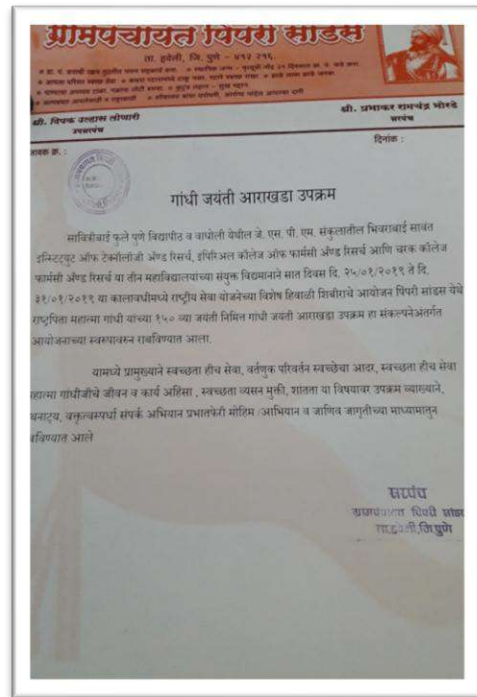 ग्रामपंचायत पिंपरी सांडस
ता. हवेली, जि. पुणे - ४१२ २१६.
श्री. दिपक उल्हास लोणारी
उपसरपंच
श्री. प्रभाकर रामचंद्र भोरडे
सरपंच
जावक क्र. :
दिनांक :
गांधी जयंती आराखडा उपक्रम
सावित्रीबाई फुले पुणे विद्यापीठ व वाघोली येथील जे. एस. पी. एम. संकुलातील भिवराबाई सावंत
इन्स्टिट्युट ऑफ टेक्नॉलॉजी अँण्ड रिसर्च, इंपिरिअल कॉलेज ऑफ फार्मसी अँण्ड रिसर्च आणि चरक कॉलेज
फार्मसी अँण्ड रिसर्च या तीन महाविद्यालयांच्या संयुक्त विद्यमानाने सात दिवस दि. २५/०१/२०१९ ते दि.
३१/०१/२०१९ या कालावधीमध्ये राष्ट्रीय सेवा योजनेच्या विशेष हिवाळी शिबीराचे आयोजन पिंपरी सांडस येथे
राष्ट्रपिता महात्मा गांधी यांच्या १५० व्या जयंती निमित्त गांधी जयंती आराखडा उपक्रम हा संकल्पनेअंतर्गत
आयोजनाच्या स्वरुपावरुन राबविण्यात आला.
यामध्ये प्रामुख्याने स्वच्छता हीच सेवा, वर्तणुक परिवर्तन स्वच्छेचा आदर, स्वच्छता हीच सेवा
महात्मा गांधीजीचे जीवन व कार्य अहिंसा , स्वच्छता व्यसन मुक्ती, शांतता या विषयावर उपक्रम व्याख्याने,
थनाट्य, वक्तृत्वस्पर्धा संपर्क अभियान प्रभातफेरी मोहिम /अभियान व जाणिव जागृतीच्या माध्यामातुन
बविण्यात आले
सरपंच
ग्रामपंचायत पिंपरी सांडस
ता.हवेली,जि.पुणे